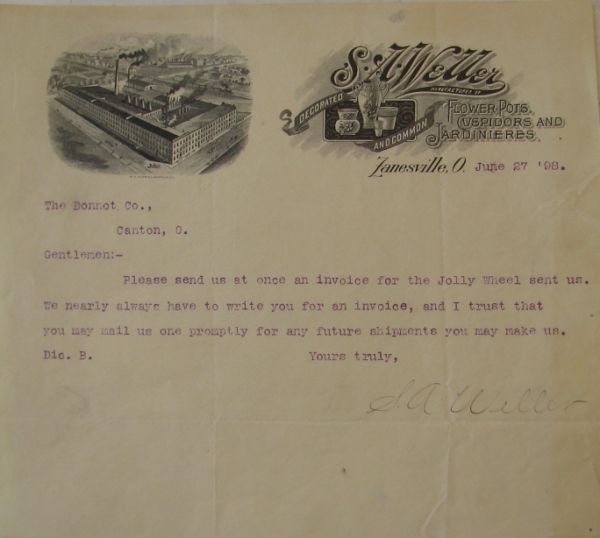 S.A. Weller
MANUFACTURER OF
DECORATED
AND COMMON
FLOWER POTS,
CUSPIDORS AND
JARDINIERES.
Zanesville, O. June 27 '98.
The Bonnot Co.,
Canton, O.
Gentlemen:-
Please send us at once an invoice for the Jolly Wheel sent us.
We nearly always have to write you for an invoice, and I trust that
you may mail us one promptly for any future shipments you may make us.
Dic. B. Yours truly,
S.A. Weller